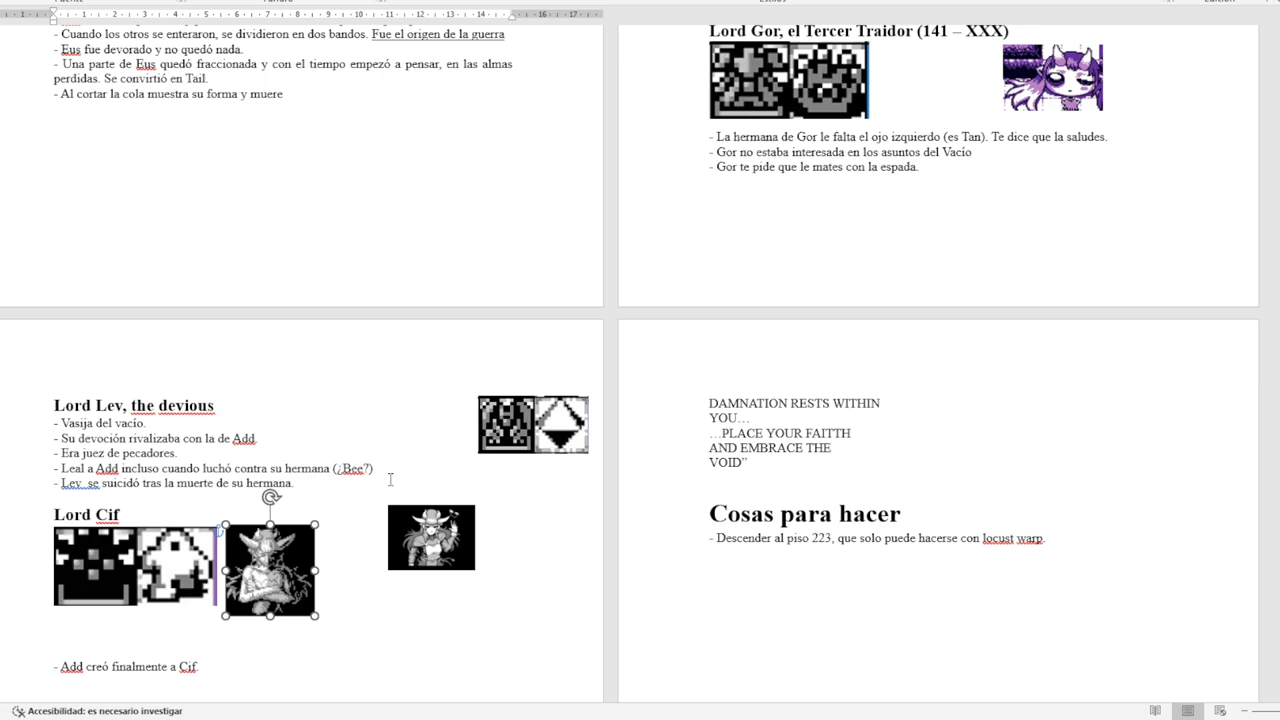 - Cuando los otros se enteraron, se dividieron en dos bandos. Fue el origen de la guerra
- Eus fue devorado y no quedó nada.
- Una parte de Eus quedó fraccionada y con el tiempo empezó a pensar, en las almas
perdidas. Se convirtió en Tail.
- Al cortar la cola muestra su forma y muere
Lord Gor, el Tercer Traidor (141 – XXX)
- La hermana de Gor le falta el ojo izquierdo (es Tan). Te dice que la saludes.
- Gor no estaba interesada en los asuntos del Vacío
- Gor te pide que le mates con la espada.
Lord Lev, the devious
- Vasija del vacío.
- Su devoción rivalizaba con la de Add.
- Era juez de pecadores.
- Leal a Add incluso cuando luchó contra su hermana (¿Bee?)
- Lev se suicidó tras la muerte de su hermana.
Lord Cif
- Add creó finalmente a Cif.
DAMNATION RESTS WITHIN
YOU…
…PLACE YOUR FAITTH
AND EMBRACE THE
VOID”
Cosas para hacer
- Descender al piso 223, que solo puede hacerse con locust warp.
Accesibilidad: es necesario investigar